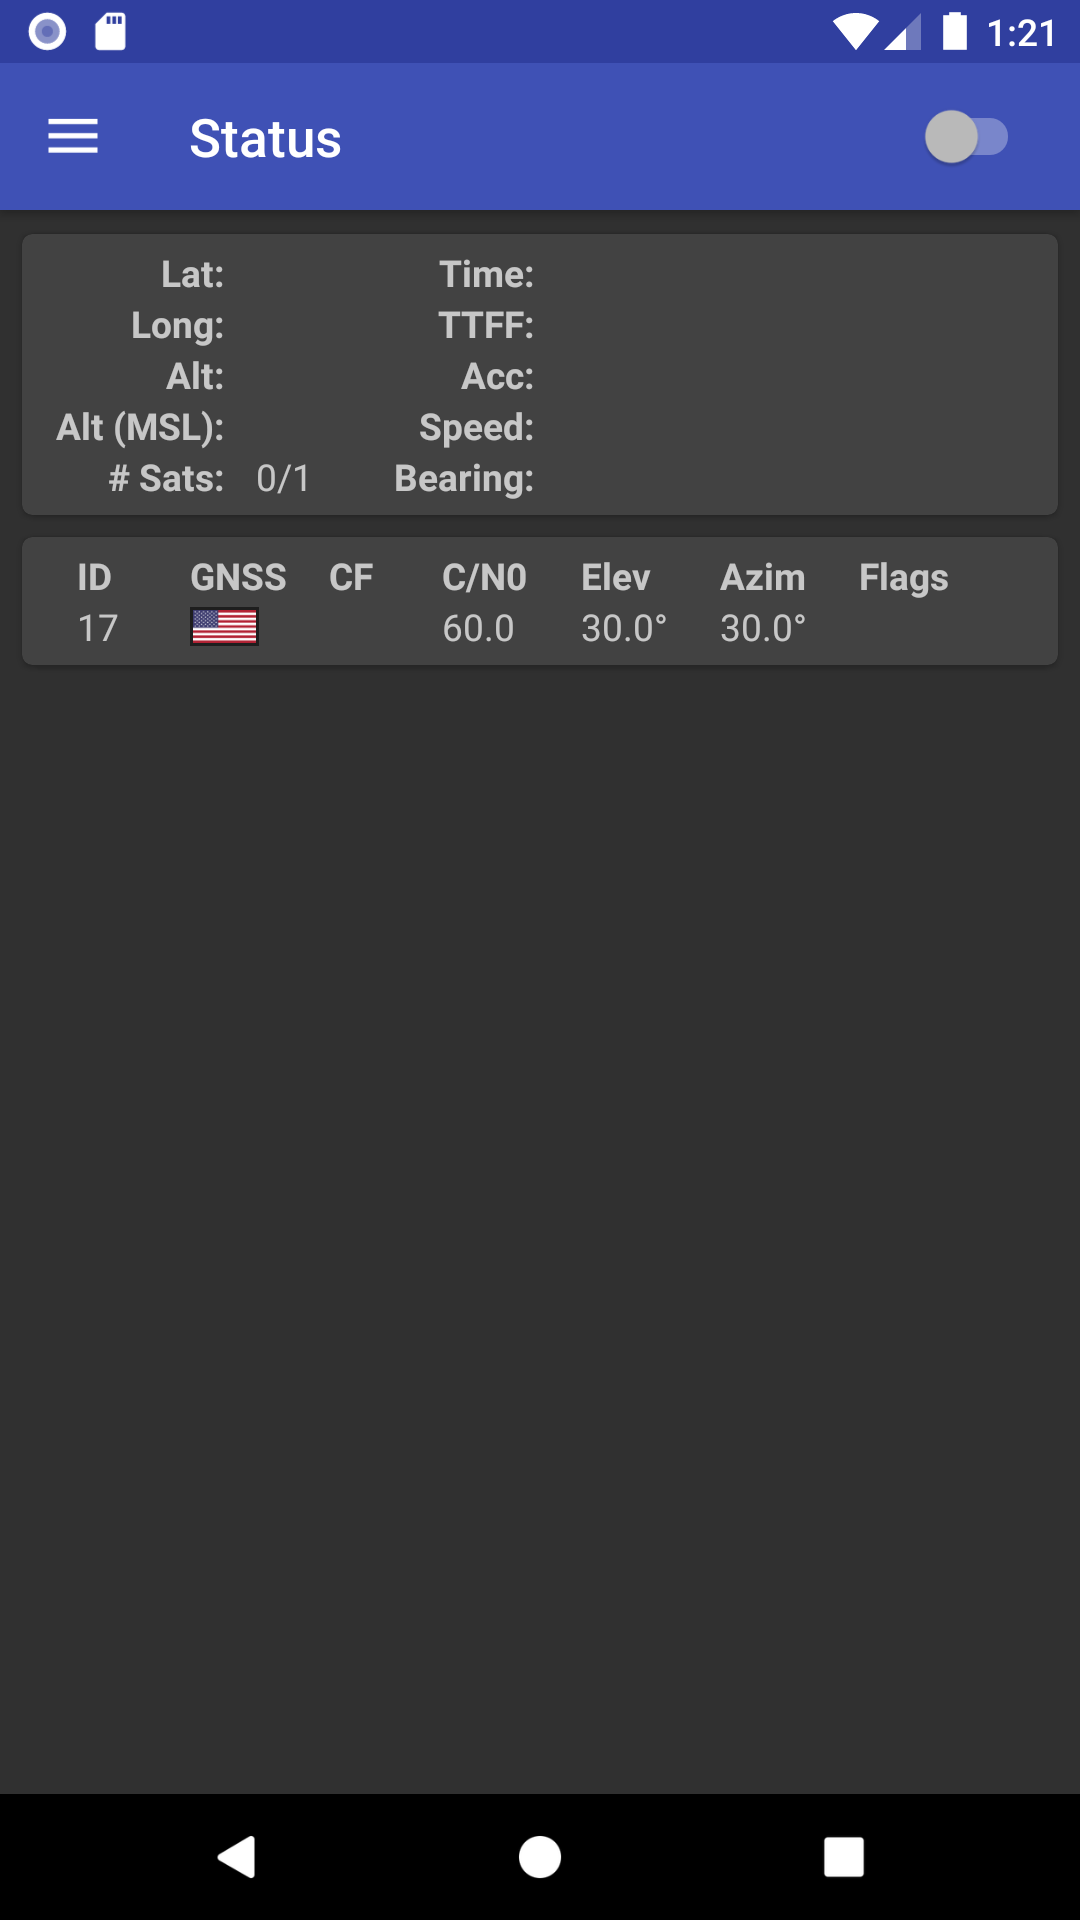 1:21
Status
Lat: Time:
Long: TTFF:
Alt: Acc:
Alt (MSL): Speed:
# Sats: 0/1 Bearing:
ID GNSS CF C/N0 Elev Azim Flags
17 60.0 30.0° 30.0°